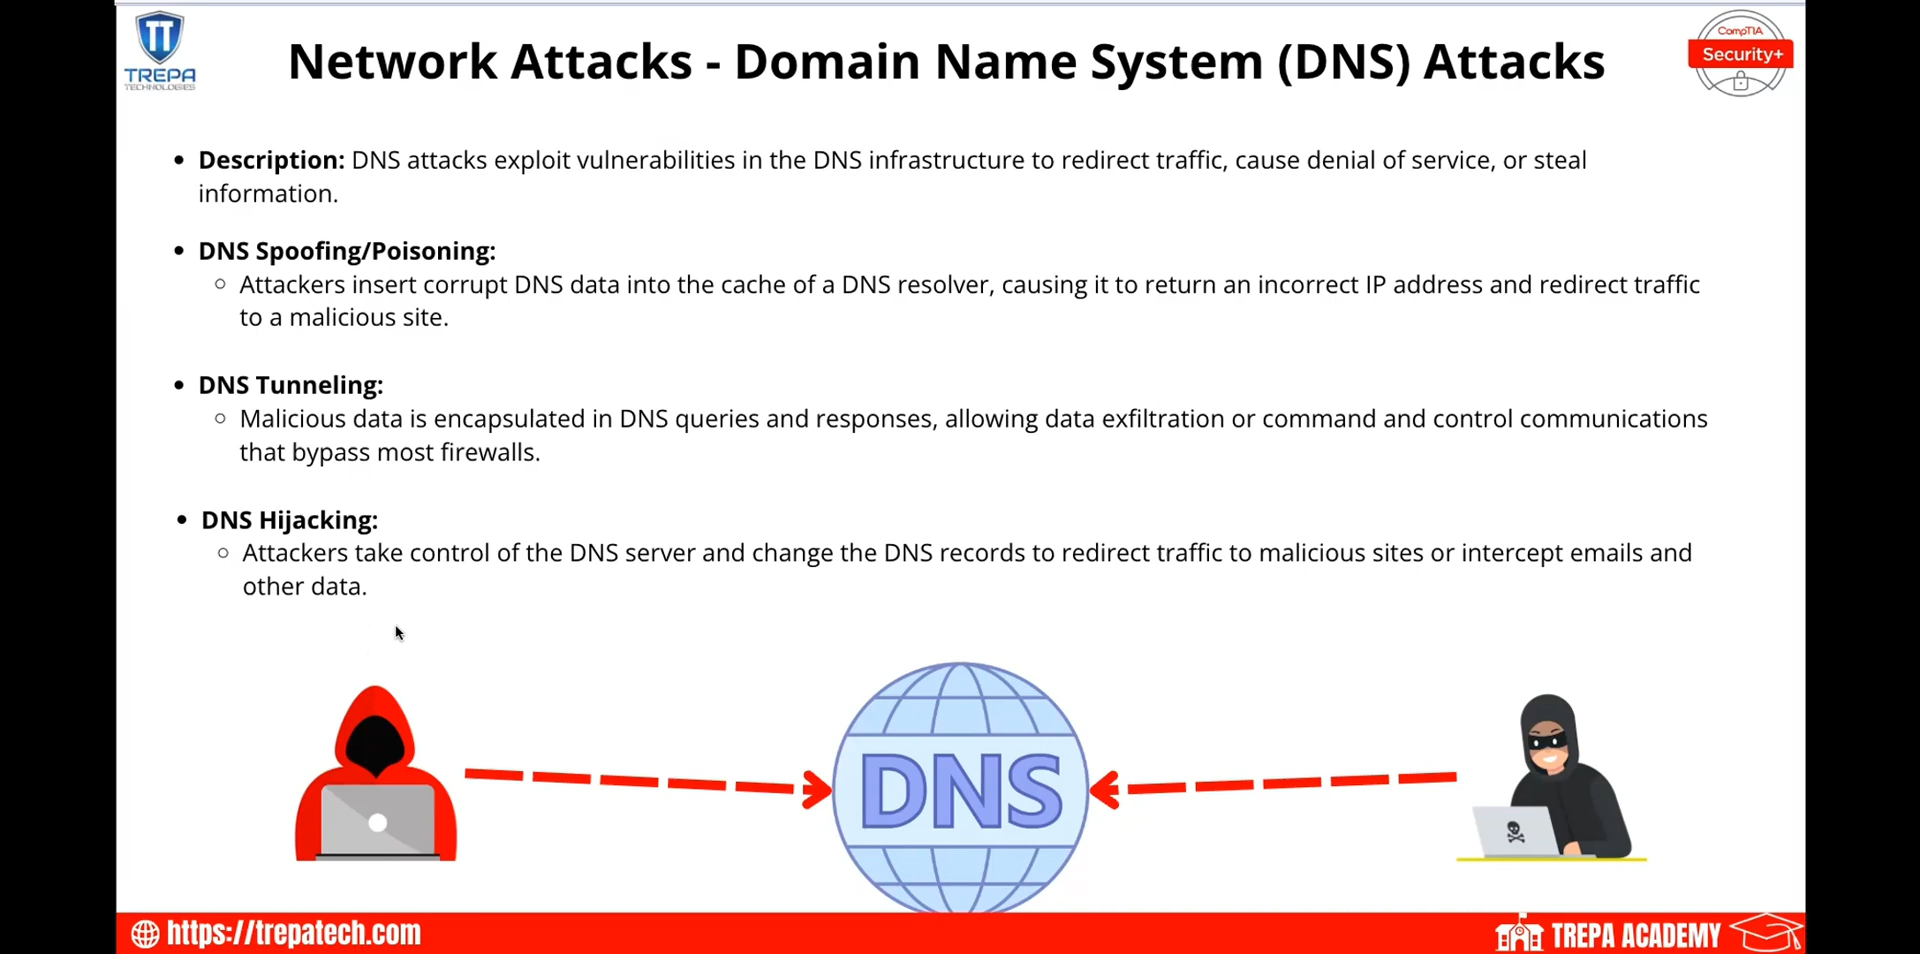 TREPA
TECHNOLOGIES
Network Attacks - Domain Name System (DNS) Attacks
CompTIA
Security+
• Description: DNS attacks exploit vulnerabilities in the DNS infrastructure to redirect traffic, cause denial of service, or steal
information.
• DNS Spoofing/Poisoning:
○ Attackers insert corrupt DNS data into the cache of a DNS resolver, causing it to return an incorrect IP address and redirect traffic
to a malicious site.
• DNS Tunneling:
○ Malicious data is encapsulated in DNS queries and responses, allowing data exfiltration or command and control communications
that bypass most firewalls.
• DNS Hijacking:
○ Attackers take control of the DNS server and change the DNS records to redirect traffic to malicious sites or intercept emails and
other data.
DNS
https://trepatech.com
TREPA ACADEMY